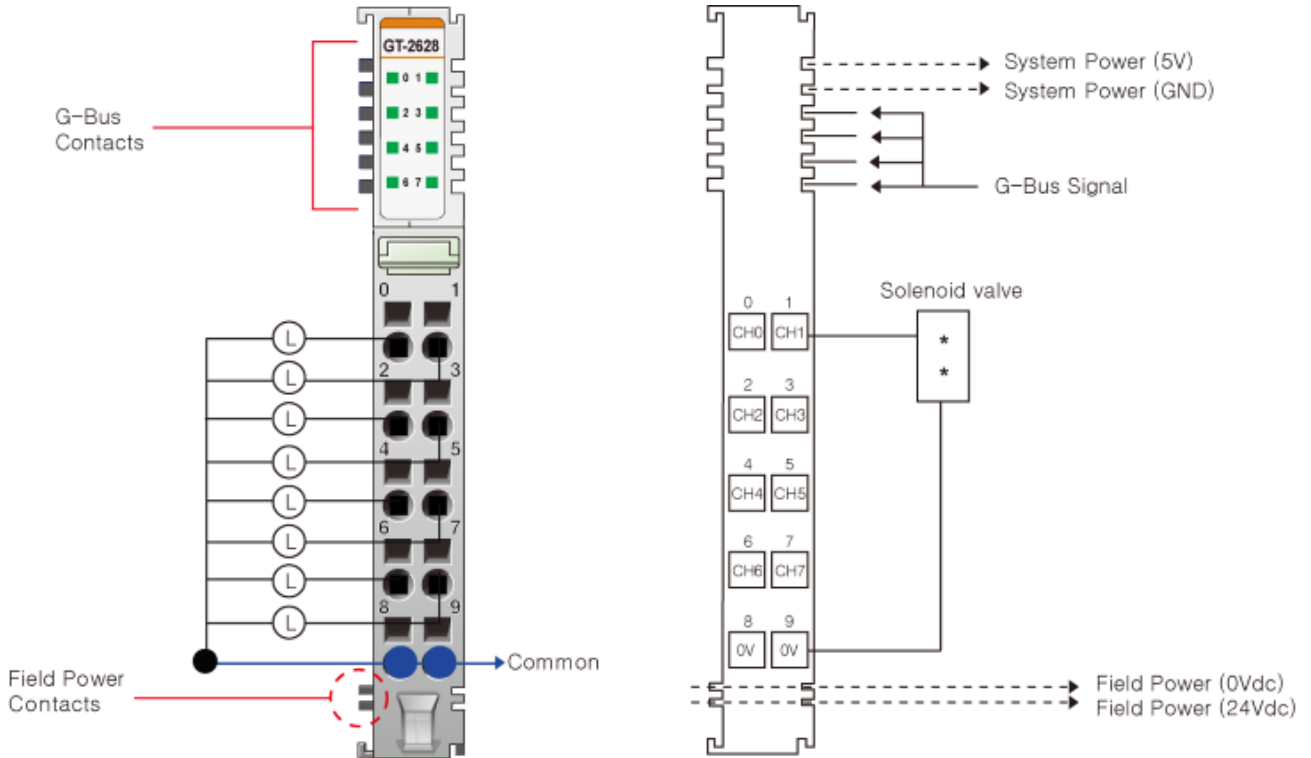 GT-2628
0 1
2 3
4 5
6 7
G-Bus
Contacts
0 1
2 3
4 5
6 7
8 9
L
L
L
L
L
L
L
L
Common
Field Power
Contacts
System Power (5V)
System Power (GND)
G-Bus Signal
Solenoid valve
*
*
0 1
CH0 CH1
2 3
CH2 CH3
4 5
CH4 CH5
6 7
CH6 CH7
8 9
0V 0V
Field Power (0Vdc)
Field Power (24Vdc)